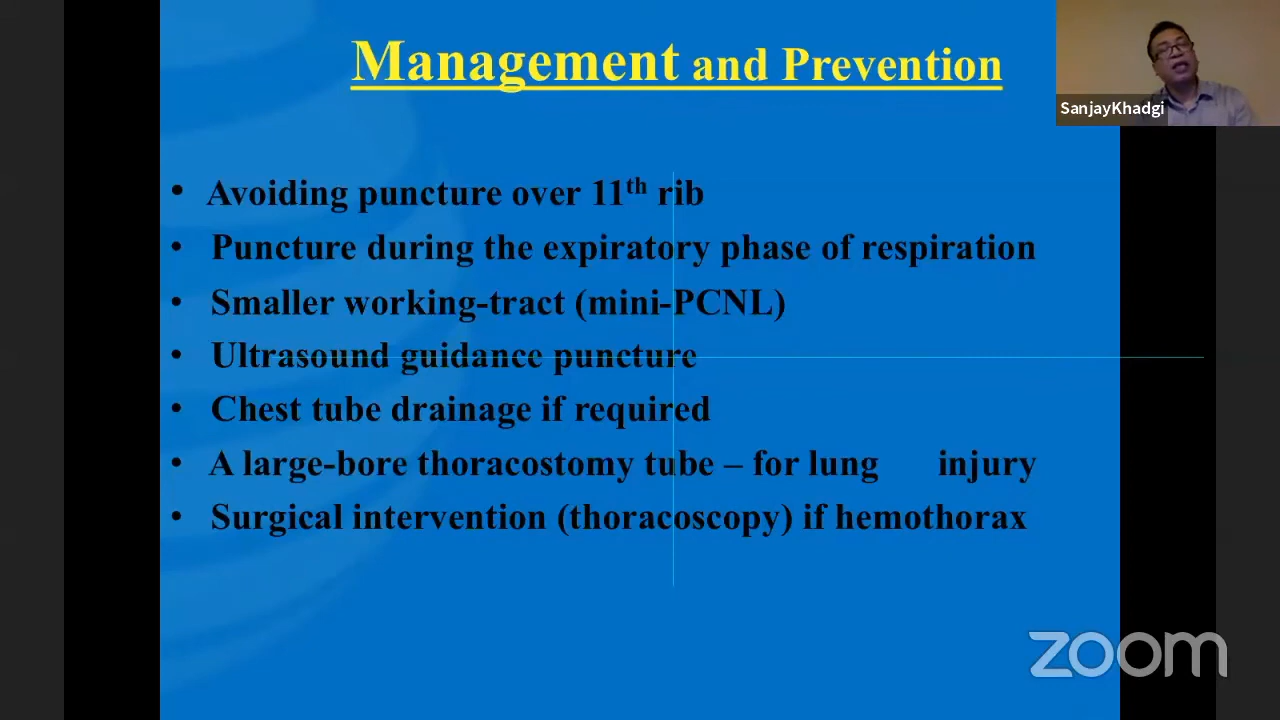 Management and Prevention
SanjayKhadgi
• Avoiding puncture over 11th rib
• Puncture during the expiratory phase of respiration
• Smaller working-tract (mini-PCNL)
• Ultrasound guidance puncture
• Chest tube drainage if required
• A large-bore thoracostomy tube – for lung injury
• Surgical intervention (thoracoscopy) if hemothorax
zoom